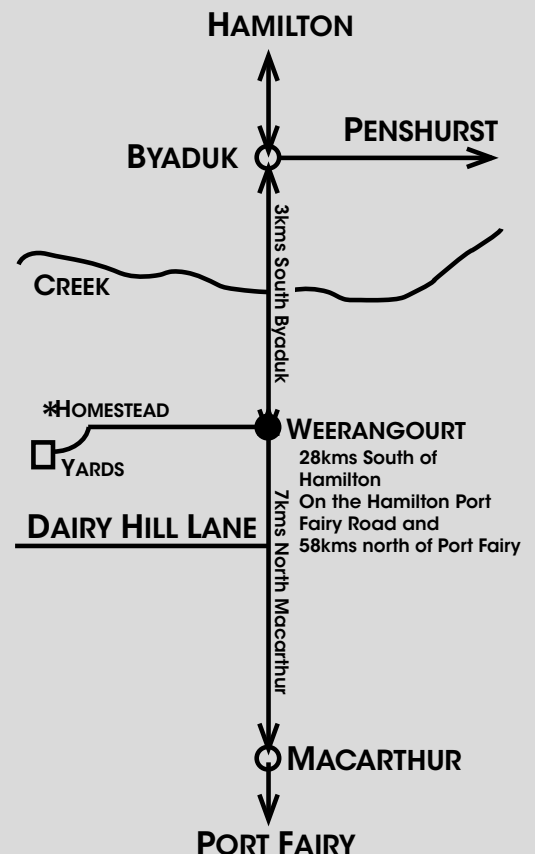 HAMILTON
PENSHURST
BYADUK
3kms South Byaduk
CREEK
*HOMESTEAD
WEERANGOURT
YARDS
28kms South of
Hamilton
On the Hamilton Port
Fairy Road and
58kms north of Port Fairy
7kms North Macarthur
DAIRY HILL LANE
MACARTHUR
PORT FAIRY